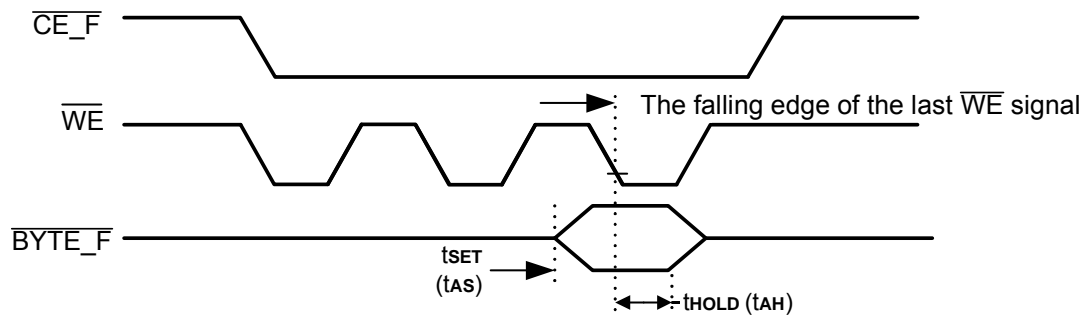 CE_F
The falling edge of the last WE signal
WE
BYTE_F
tSET
(tAS)
tHOLD (tAH)